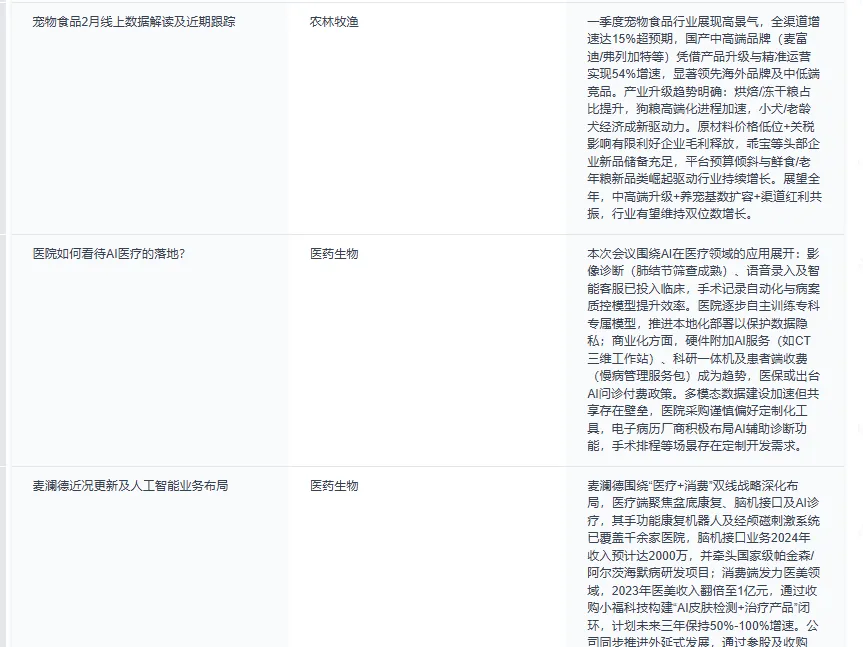 宠物食品2月线上数据解读及近期跟踪
农林牧渔
一季度宠物食品行业展现高景气，全渠道增
速达15%超预期，国产中高端品牌（麦富
迪/弗列加特等）凭借产品升级与精准运营
实现54%增速，显著领先海外品牌及中低端
竞品。产业升级趋势明确：烘焙/冻干粮占
比提升，狗粮高端化进程加速，小犬/老龄
犬经济成新驱动力。原材料价格低位+关税
影响有限利好企业毛利释放，乖宝等头部企
业新品储备充足，平台预算倾斜与鲜食/老
年粮新品类崛起驱动行业持续增长。展望全
年，中高端升级+养宠基数扩容+渠道红利共
振，行业有望维持双位数增长。
医院如何看待AI医疗的落地?
医药生物
本次会议围绕AI在医疗领域的应用展开：影
像诊断（肺结节筛查成熟）、语音录入及智
能客服已投入临床，手术记录自动化与病案
质控模型提升效率。医院逐步自主训练专科
专属模型，推进本地化部署以保护数据隐
私；商业化方面，硬件附加AI服务（如CT
三维工作站）、科研一体机及患者端收费
（慢病管理服务包）成为趋势，医保或出台
AI问诊付费政策。多模态数据建设加速但共
享存在壁垒，医院采购谨慎偏好定制化工
具，电子病历厂商积极布局AI辅助诊断功
能，手术排程等场景存在定制开发需求。
麦澜德近况更新及人工智能业务布局
医药生物
麦澜德围绕“医疗+消费”双线战略深化布
局，医疗端聚焦盆底康复、脑机接口及AI诊
疗，其手功能康复机器人及经颅磁刺激系统
已覆盖千余家医院，脑机接口业务2024年
收入预计达2000万，并牵头国家级帕金森/
阿尔茨海默病研发项目；消费端发力医美领
域，2023年医美收入翻倍至1亿元，通过收
购小福科技构建“AI皮肤检测+治疗产品”闭
环，计划未来三年保持50%-100%增速。公
司同步推进外延式发展，通过参股及收购